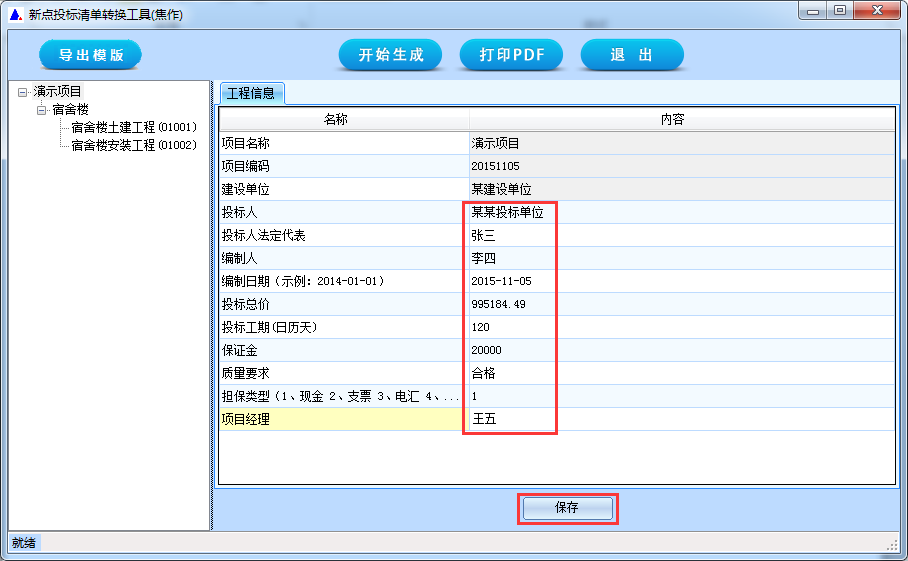 新点投标清单转换工具(焦作)
导出模版
开始生成
打印PDF
退 出
演示项目
宿舍楼
宿舍楼土建工程(01001)
宿舍楼安装工程(01002)
工程信息
名称 内容
项目名称 演示项目
项目编码 20151105
建设单位 某建设单位
投标人 某某投标单位
投标人法定代表 张三
编制人 李四
编制日期（示例：2014-01-01） 2015-11-05
投标总价 995184.49
投标工期(日历天) 120
保证金 20000
质量要求 合格
担保类型（1、现金 2、支票 3、电汇 4、... 1
项目经理 王五
保存
就绪